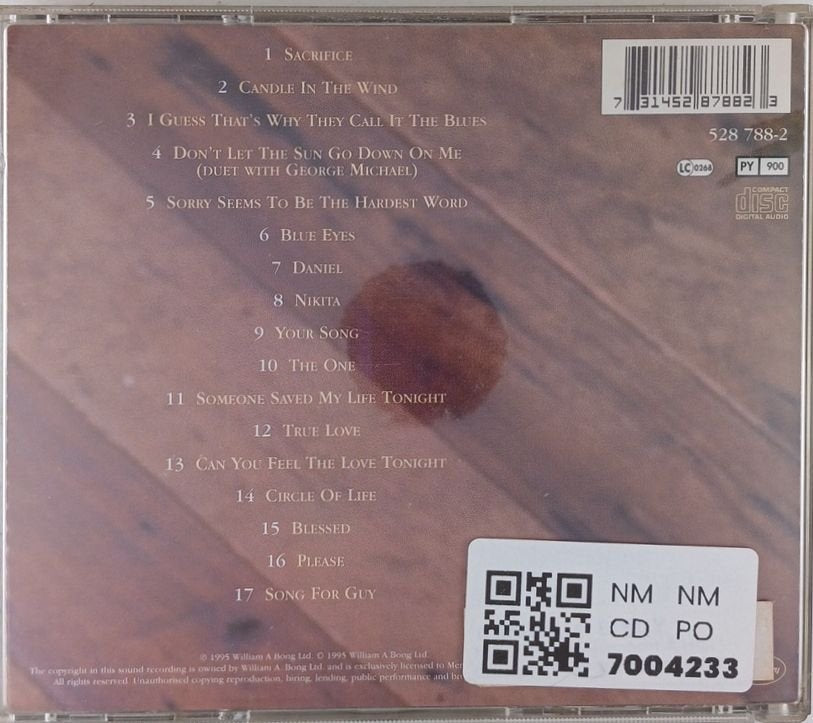 1 Sacrifice
2 Candle In The Wind
3 I Guess That's Why They Call It The Blues
4 Don't Let The Sun Go Down On Me
(duet with George Michael)
5 Sorry Seems To Be The Hardest Word
6 Blue Eyes
7 Daniel
8 Nikita
9 Your Song
10 The One
11 Someone Saved My Life Tonight
12 True Love
13 Can You Feel The Love Tonight
14 Circle Of Life
15 Blessed
16 Please
17 Song For Guy
7 31452 87882 3
528 788-2
LC 0268 PY 900
COMPACT
disc
DIGITAL AUDIO
NM NM
CD PO
7004233
℗ 1995 William A Bong Ltd. © 1995 William A Bong Ltd.
The copyright in this sound recording is owned by William A. Bong Ltd. and is exclusively licensed to
All rights reserved. Unauthorised copying reproduction, hiring, lending, public performance and